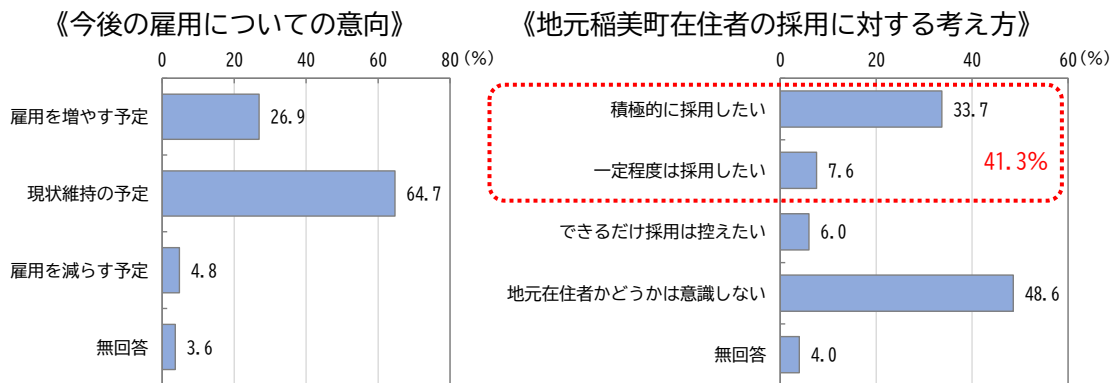 《今後の雇用についての意向》
0 20 40 60 80 (%)
雇用を増やす予定 26.9
現状維持の予定 64.7
雇用を減らす予定 4.8
無回答 3.6
《地元稲美町在住者の採用に対する考え方》
0 20 40 60 (%)
積極的に採用したい 33.7
一定程度は採用したい 7.6
41.3%
できるだけ採用は控えたい 6.0
地元在住者かどうかは意識しない 48.6
無回答 4.0